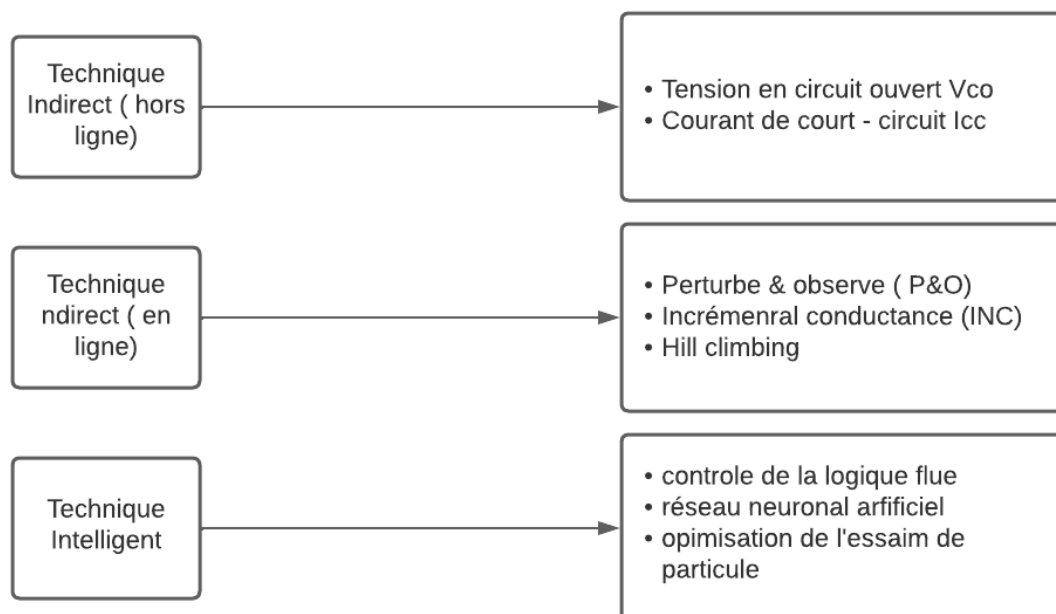 Technique
Indirect ( hors
ligne)
• Tension en circuit ouvert Vco
• Courant de court - circuit Icc
Technique
ndirect ( en
ligne)
• Perturbe & observe ( P&O)
• Incrémenral conductance (INC)
• Hill climbing
Technique
Intelligent
• controle de la logique flue
• réseau neuronal arfificiel
• opimisation de l'essaim de
particule